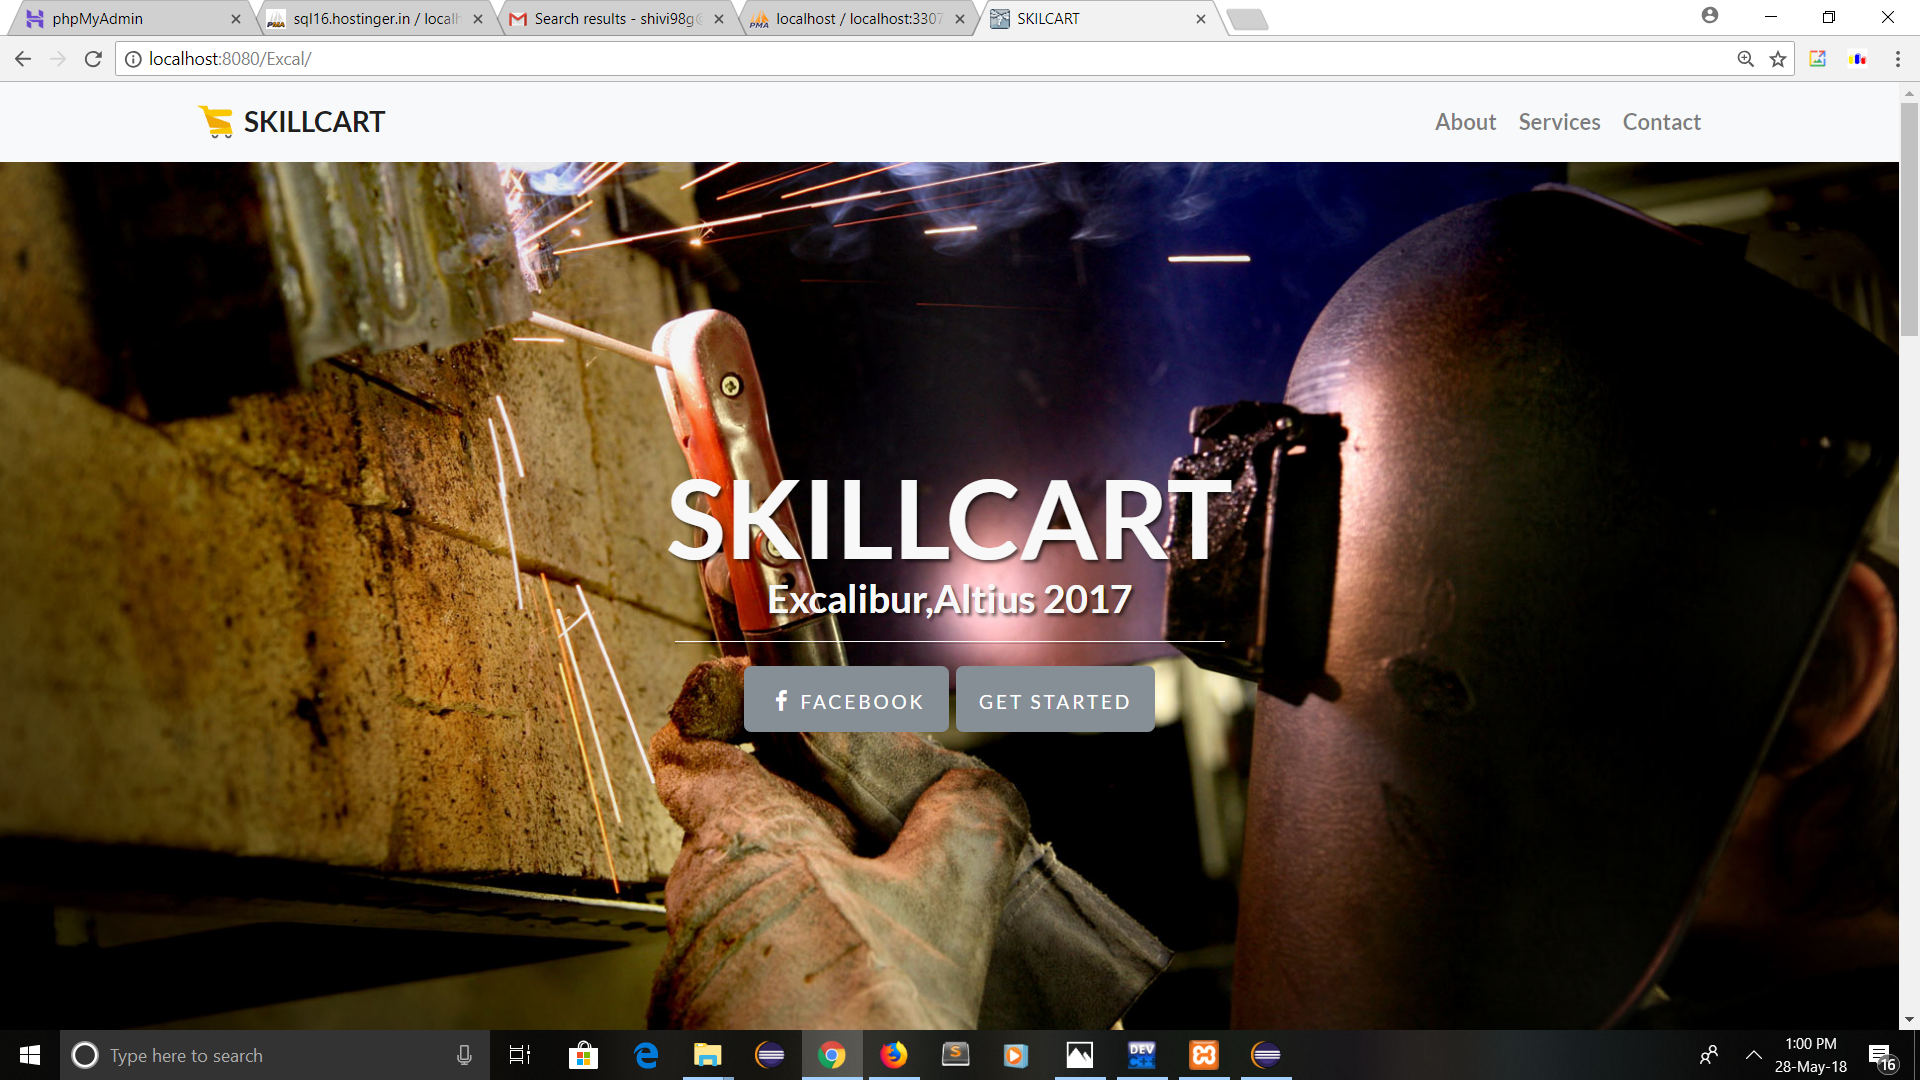 phpMyAdmin
sql16.hostinger.in / localh
Search results - shivi98g@
localhost / localhost:3307
SKILCART
localhost:8080/Excal/
SKILLCART
About
Services
Contact
SKILLCART
Excalibur,Altius 2017
FACEBOOK
GET STARTED
Type here to search
1:00 PM
28-May-18
16